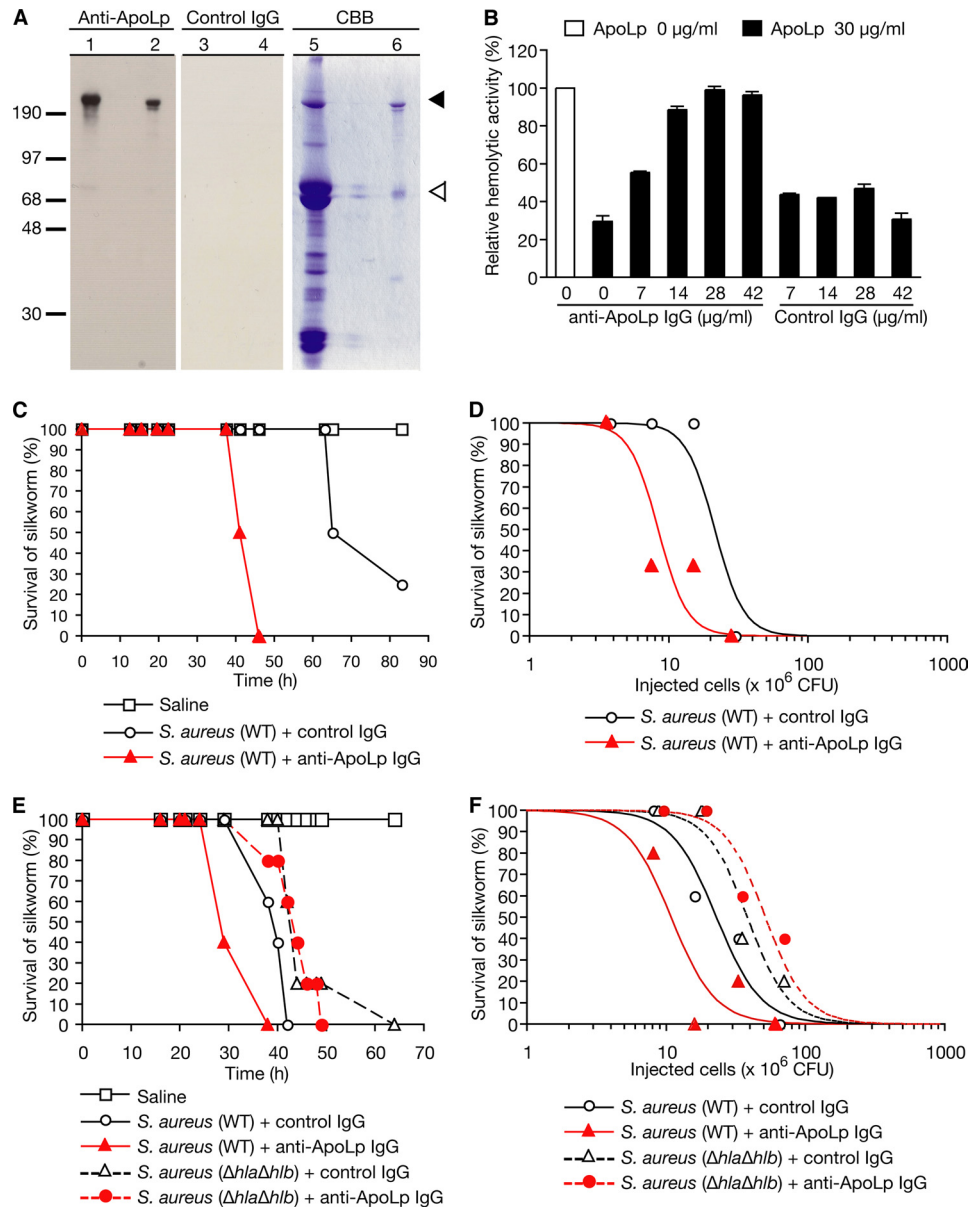 A
Anti-ApoLp Control IgG CBB
1 2 3 4 5 6
190
97
68
48
30
B
ApoLp 0 µg/ml ApoLp 30 µg/ml
Relative hemolytic activity (%)
120
100
80
60
40
20
0
0 0 7 14 28 42 7 14 28 42
anti-ApoLp IgG (µg/ml) Control IgG (µg/ml)
C
Survival of silkworm (%)
100
90
80
70
60
50
40
30
20
10
0
0 10 20 30 40 50 60 70 80 90
Time (h)
Saline
S. aureus (WT) + control IgG
S. aureus (WT) + anti-ApoLp IgG
D
Survival of silkworm (%)
100
90
80
70
60
50
40
30
20
10
0
1 10 100 1000
Injected cells (x 10⁶ CFU)
S. aureus (WT) + control IgG
S. aureus (WT) + anti-ApoLp IgG
E
Survival of silkworm (%)
100
90
80
70
60
50
40
30
20
10
0
0 10 20 30 40 50 60 70
Time (h)
Saline
S. aureus (WT) + control IgG
S. aureus (WT) + anti-ApoLp IgG
S. aureus (ΔhlaΔhlb) + control IgG
S. aureus (ΔhlaΔhlb) + anti-ApoLp IgG
F
Survival of silkworm (%)
100
90
80
70
60
50
40
30
20
10
0
1 10 100 1000
Injected cells (x 10⁶ CFU)
S. aureus (WT) + control IgG
S. aureus (WT) + anti-ApoLp IgG
S. aureus (ΔhlaΔhlb) + control IgG
S. aureus (ΔhlaΔhlb) + anti-ApoLp IgG